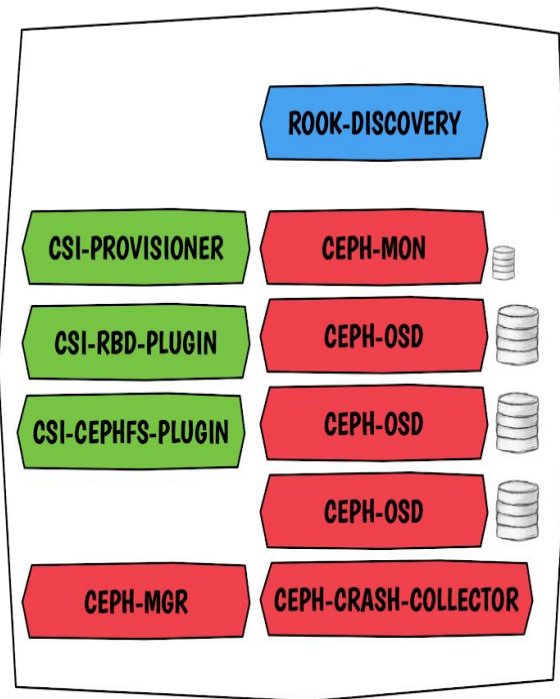 ROOK-DISCOVERY
CSI-PROVISIONER
CEPH-MON
CSI-RBD-PLUGIN
CEPH-OSD
CSI-CEPHFS-PLUGIN
CEPH-OSD
CEPH-OSD
CEPH-MGR
CEPH-CRASH-COLLECTOR